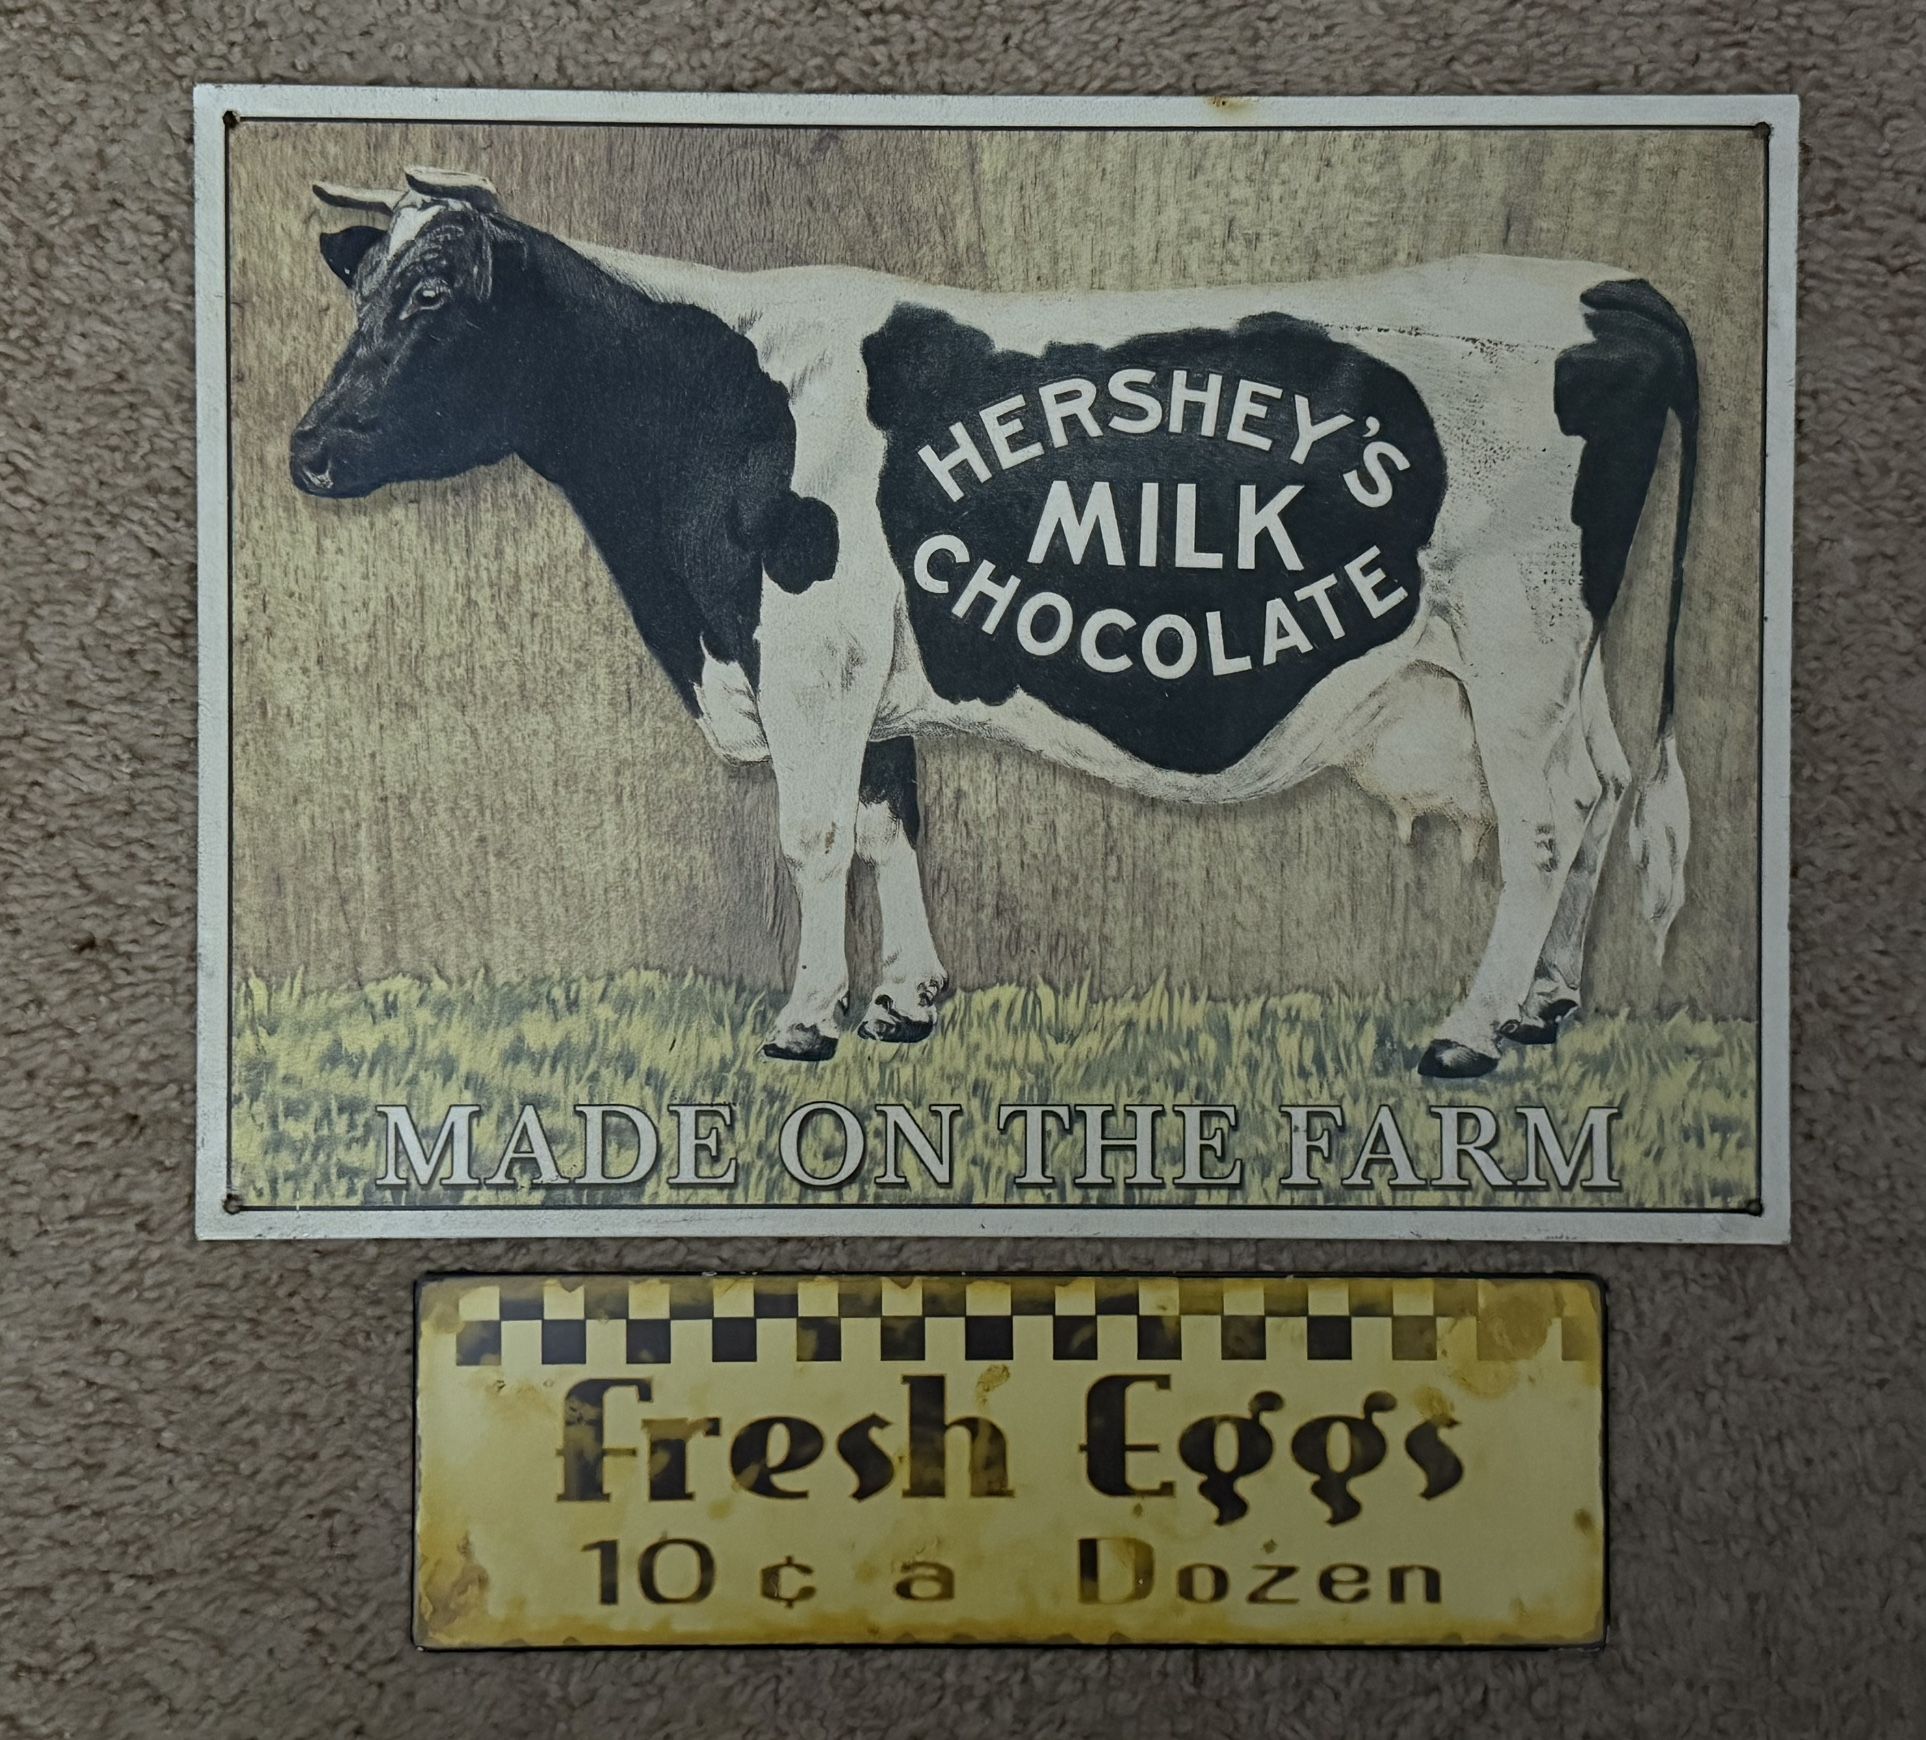 HERSHEY'S
MILK
CHOCOLATE
MADE ON THE FARM
fresh Eggs
10¢ a Dozen